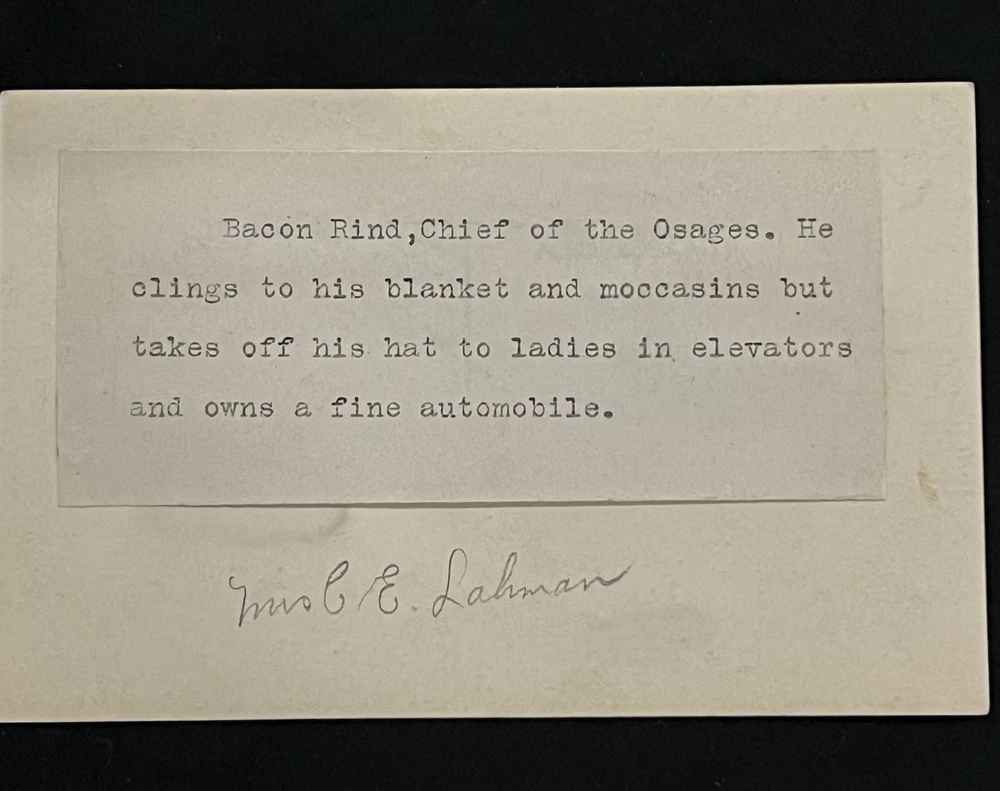 Bacon Rind,Chief of the Osages. He
clings to his blanket and moccasins but
takes off his hat to ladies in elevators
and owns a fine automobile.
Mrs C E. Lahman